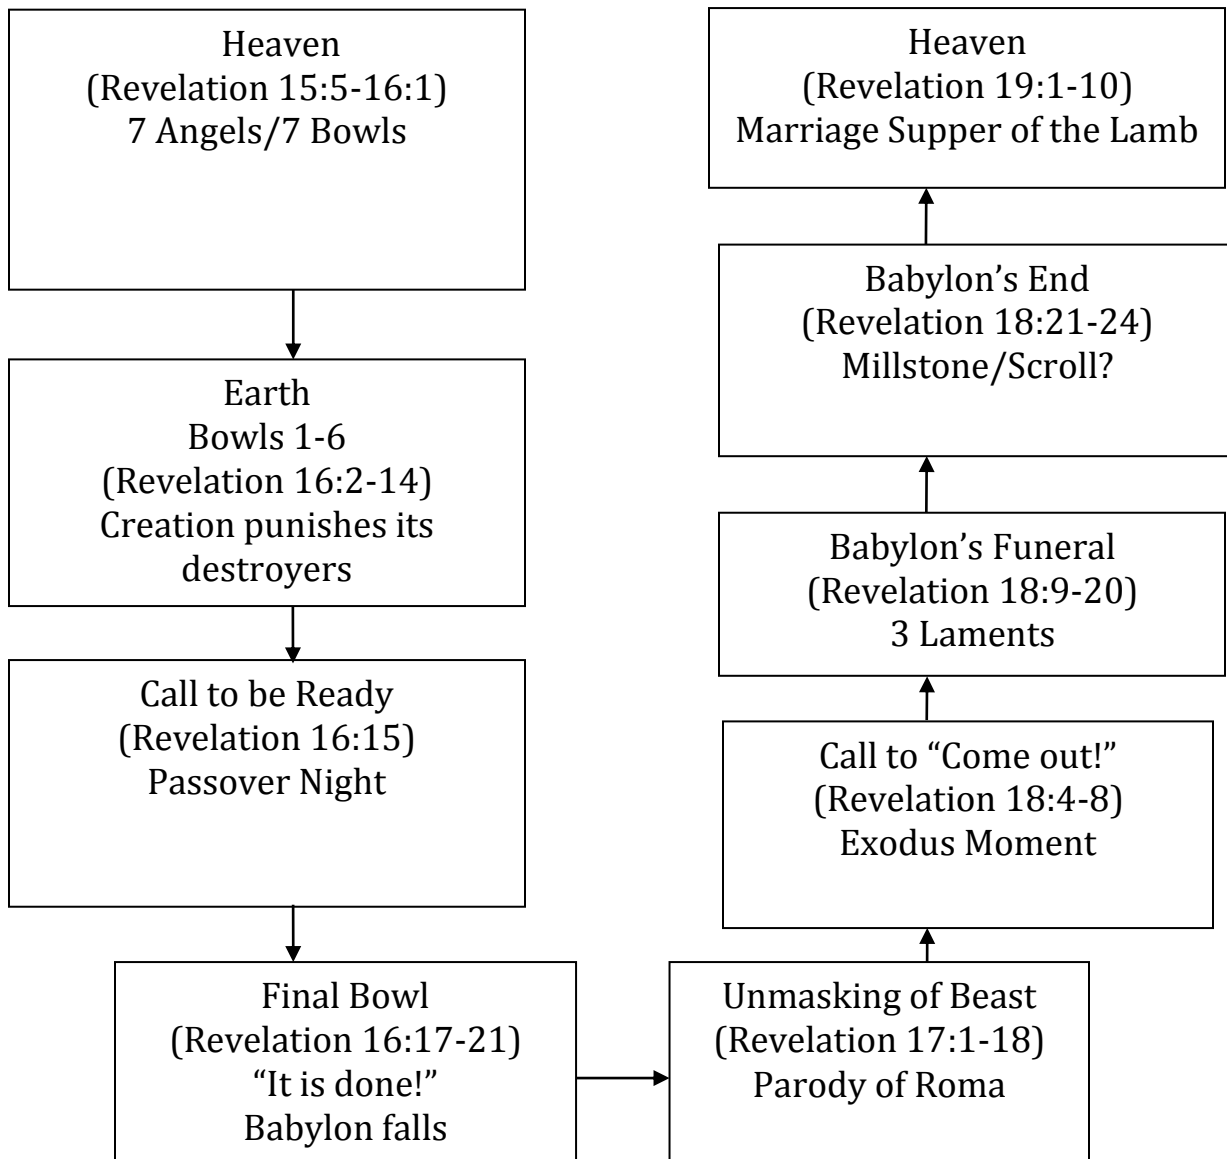 Heaven
(Revelation 15:5-16:1)
7 Angels/7 Bowls
Earth
Bowls 1-6
(Revelation 16:2-14)
Creation punishes its
destroyers
Call to be Ready
(Revelation 16:15)
Passover Night
Final Bowl
(Revelation 16:17-21)
“It is done!”
Babylon falls
Unmasking of Beast
(Revelation 17:1-18)
Parody of Roma
Call to “Come out!”
(Revelation 18:4-8)
Exodus Moment
Babylon’s Funeral
(Revelation 18:9-20)
3 Laments
Babylon’s End
(Revelation 18:21-24)
Millstone/Scroll?
Heaven
(Revelation 19:1-10)
Marriage Supper of the Lamb